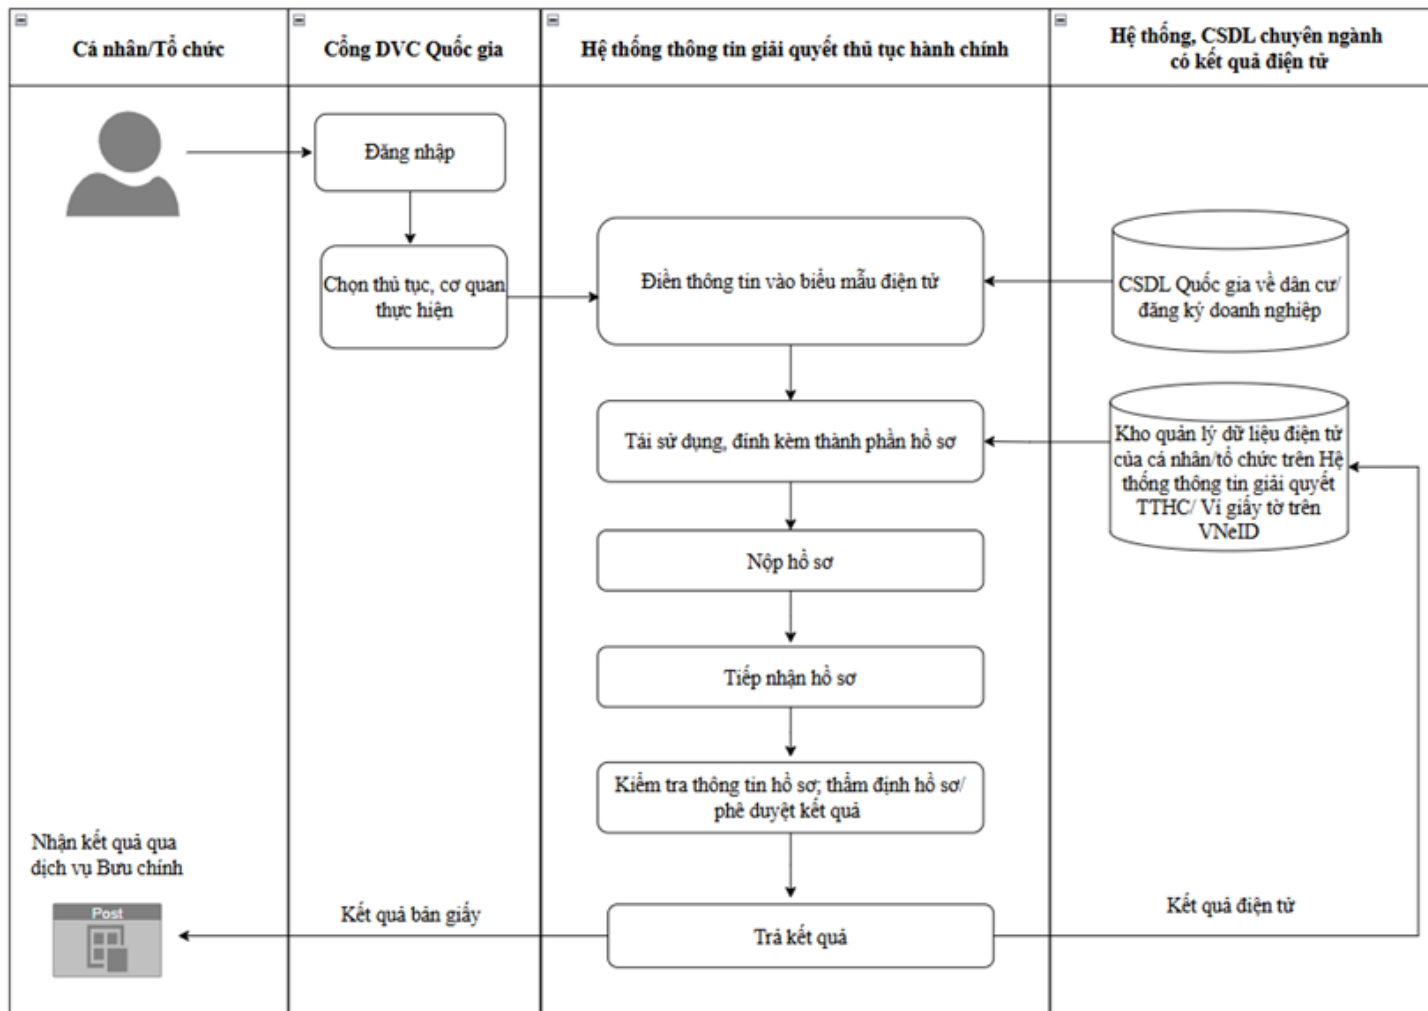 Cá nhân/Tổ chức
Cổng DVC Quốc gia
Hệ thống thông tin giải quyết thủ tục hành chính
Hệ thống, CSDL chuyên ngành
có kết quả điện tử
Đăng nhập
Chọn thủ tục, cơ quan
thực hiện
Điền thông tin vào biểu mẫu điện tử
CSDL Quốc gia về dân cư/
đăng ký doanh nghiệp
Tái sử dụng, đính kèm thành phần hồ sơ
Kho quản lý dữ liệu điện tử
của cá nhân/tổ chức trên Hệ
thống thông tin giải quyết
TTHC/ Ví giấy tờ trên
VNeID
Nộp hồ sơ
Tiếp nhận hồ sơ
Kiểm tra thông tin hồ sơ; thẩm định hồ sơ/
phê duyệt kết quả
Nhận kết quả qua
dịch vụ Bưu chính
Post
Kết quả bản giấy
Trả kết quả
Kết quả điện tử